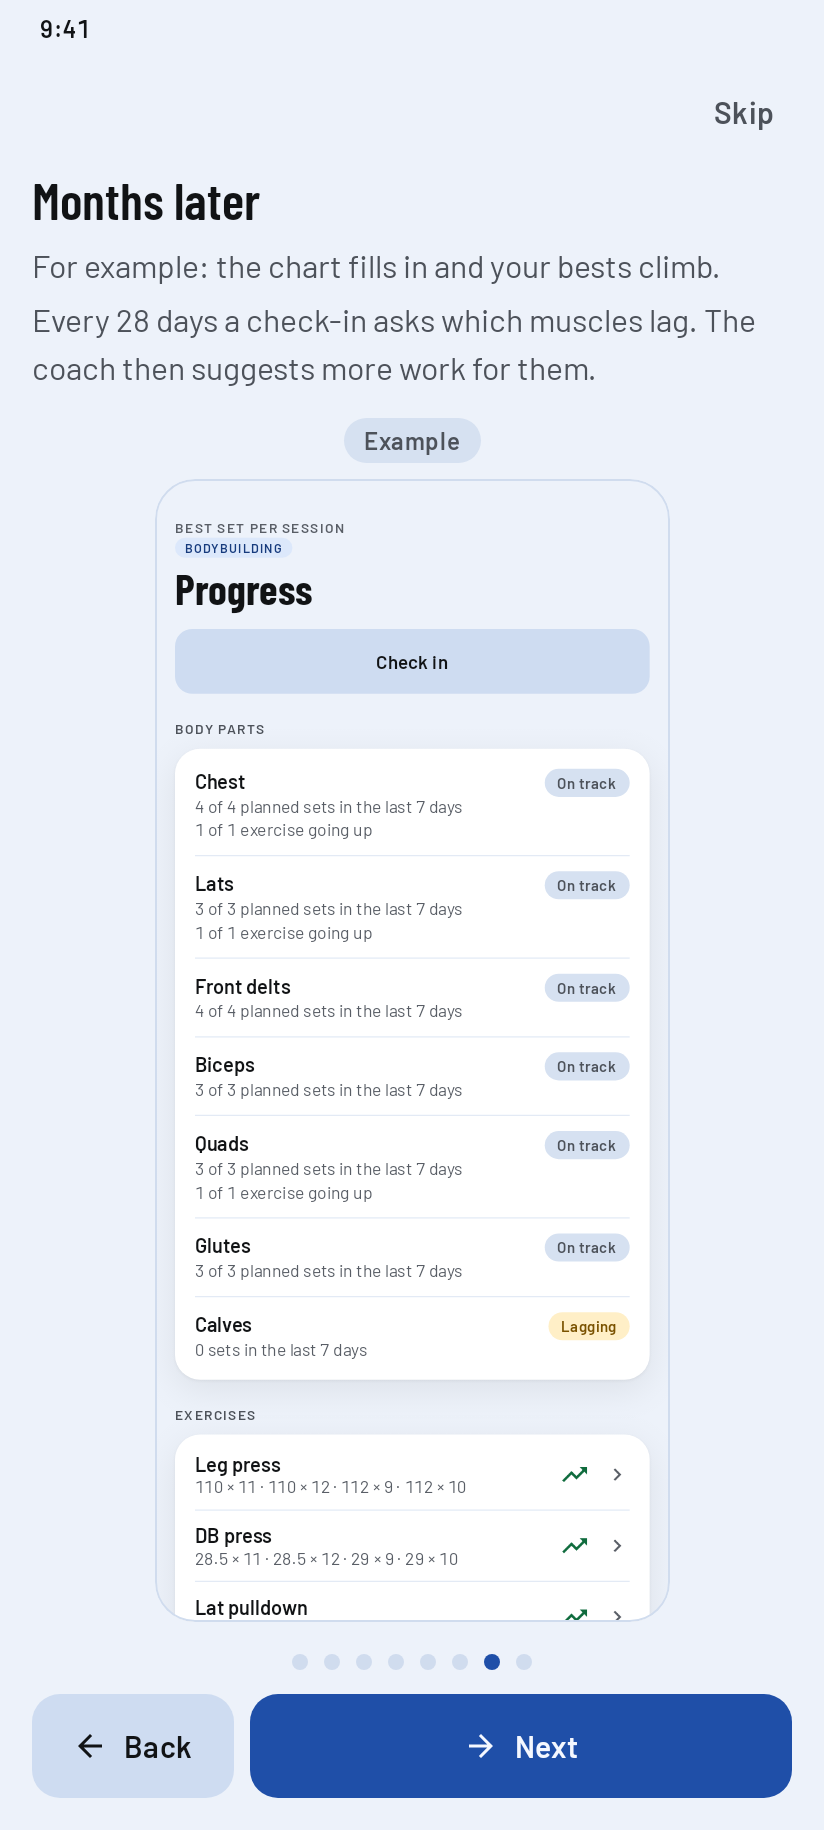 9:41
Skip
Months later
For example: the chart fills in and your bests climb.
Every 28 days a check-in asks which muscles lag. The
coach then suggests more work for them.
Example
BEST SET PER SESSION
BODYBUILDING
Progress
Check in
BODY PARTS
Chest
On track
4 of 4 planned sets in the last 7 days
1 of 1 exercise going up
Lats
On track
3 of 3 planned sets in the last 7 days
1 of 1 exercise going up
Front delts
On track
4 of 4 planned sets in the last 7 days
Biceps
On track
3 of 3 planned sets in the last 7 days
Quads
On track
3 of 3 planned sets in the last 7 days
1 of 1 exercise going up
Glutes
On track
3 of 3 planned sets in the last 7 days
Calves
Lagging
0 sets in the last 7 days
EXERCISES
Leg press
110 × 11 · 110 × 12 · 112 × 9 · 112 × 10
DB press
28.5 × 11 · 28.5 × 12 · 29 × 9 · 29 × 10
Lat pulldown
Back
Next